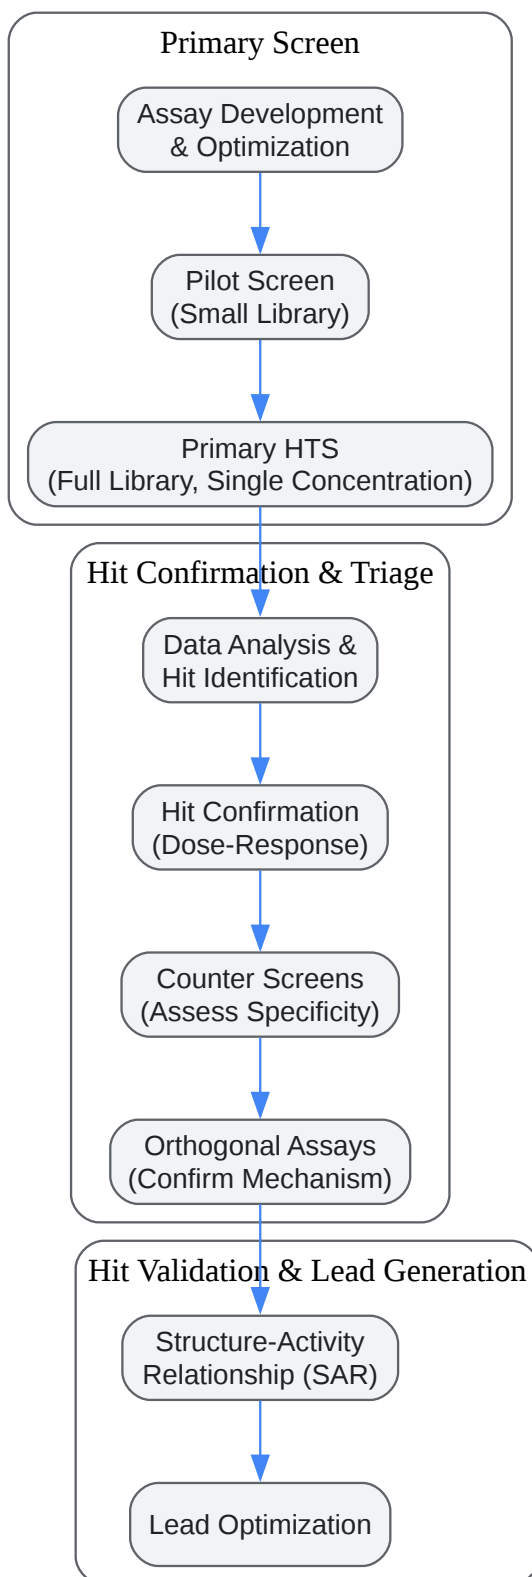 Primary Screen
Assay Development
& Optimization
Pilot Screen
(Small Library)
Primary HTS
(Full Library, Single Concentration)
Hit Confirmation & Triage
Data Analysis &
Hit Identification
Hit Confirmation
(Dose-Response)
Counter Screens
(Assess Specificity)
Orthogonal Assays
(Confirm Mechanism)
Hit Validation & Lead Generation
Structure-Activity
Relationship (SAR)
Lead Optimization